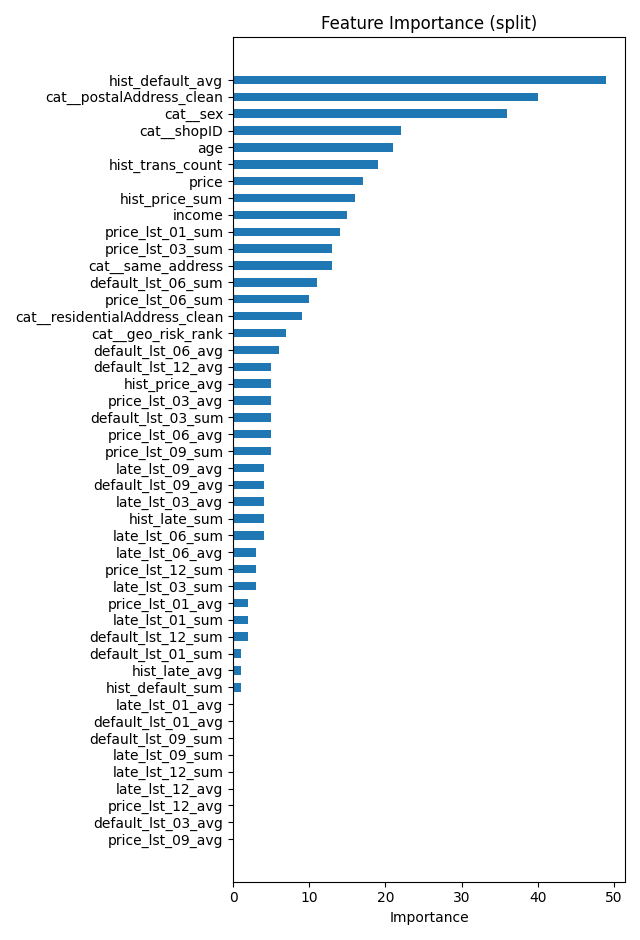 Feature Importance (split)
hist_default_avg
cat__postalAddress_clean
cat__sex
cat__shopID
age
hist_trans_count
price
hist_price_sum
income
price_lst_01_sum
price_lst_03_sum
cat__same_address
default_lst_06_sum
price_lst_06_sum
cat__residentialAddress_clean
cat__geo_risk_rank
default_lst_06_avg
default_lst_12_avg
hist_price_avg
price_lst_03_avg
default_lst_03_sum
price_lst_06_avg
price_lst_09_sum
late_lst_09_avg
default_lst_09_avg
late_lst_03_avg
hist_late_sum
late_lst_06_sum
late_lst_06_avg
price_lst_12_sum
late_lst_03_sum
price_lst_01_avg
late_lst_01_sum
default_lst_12_sum
default_lst_01_sum
hist_late_avg
hist_default_sum
late_lst_01_avg
default_lst_01_avg
default_lst_09_sum
late_lst_09_sum
late_lst_12_sum
late_lst_12_avg
price_lst_12_avg
default_lst_03_avg
price_lst_09_avg
0 10 20 30 40 50
Importance